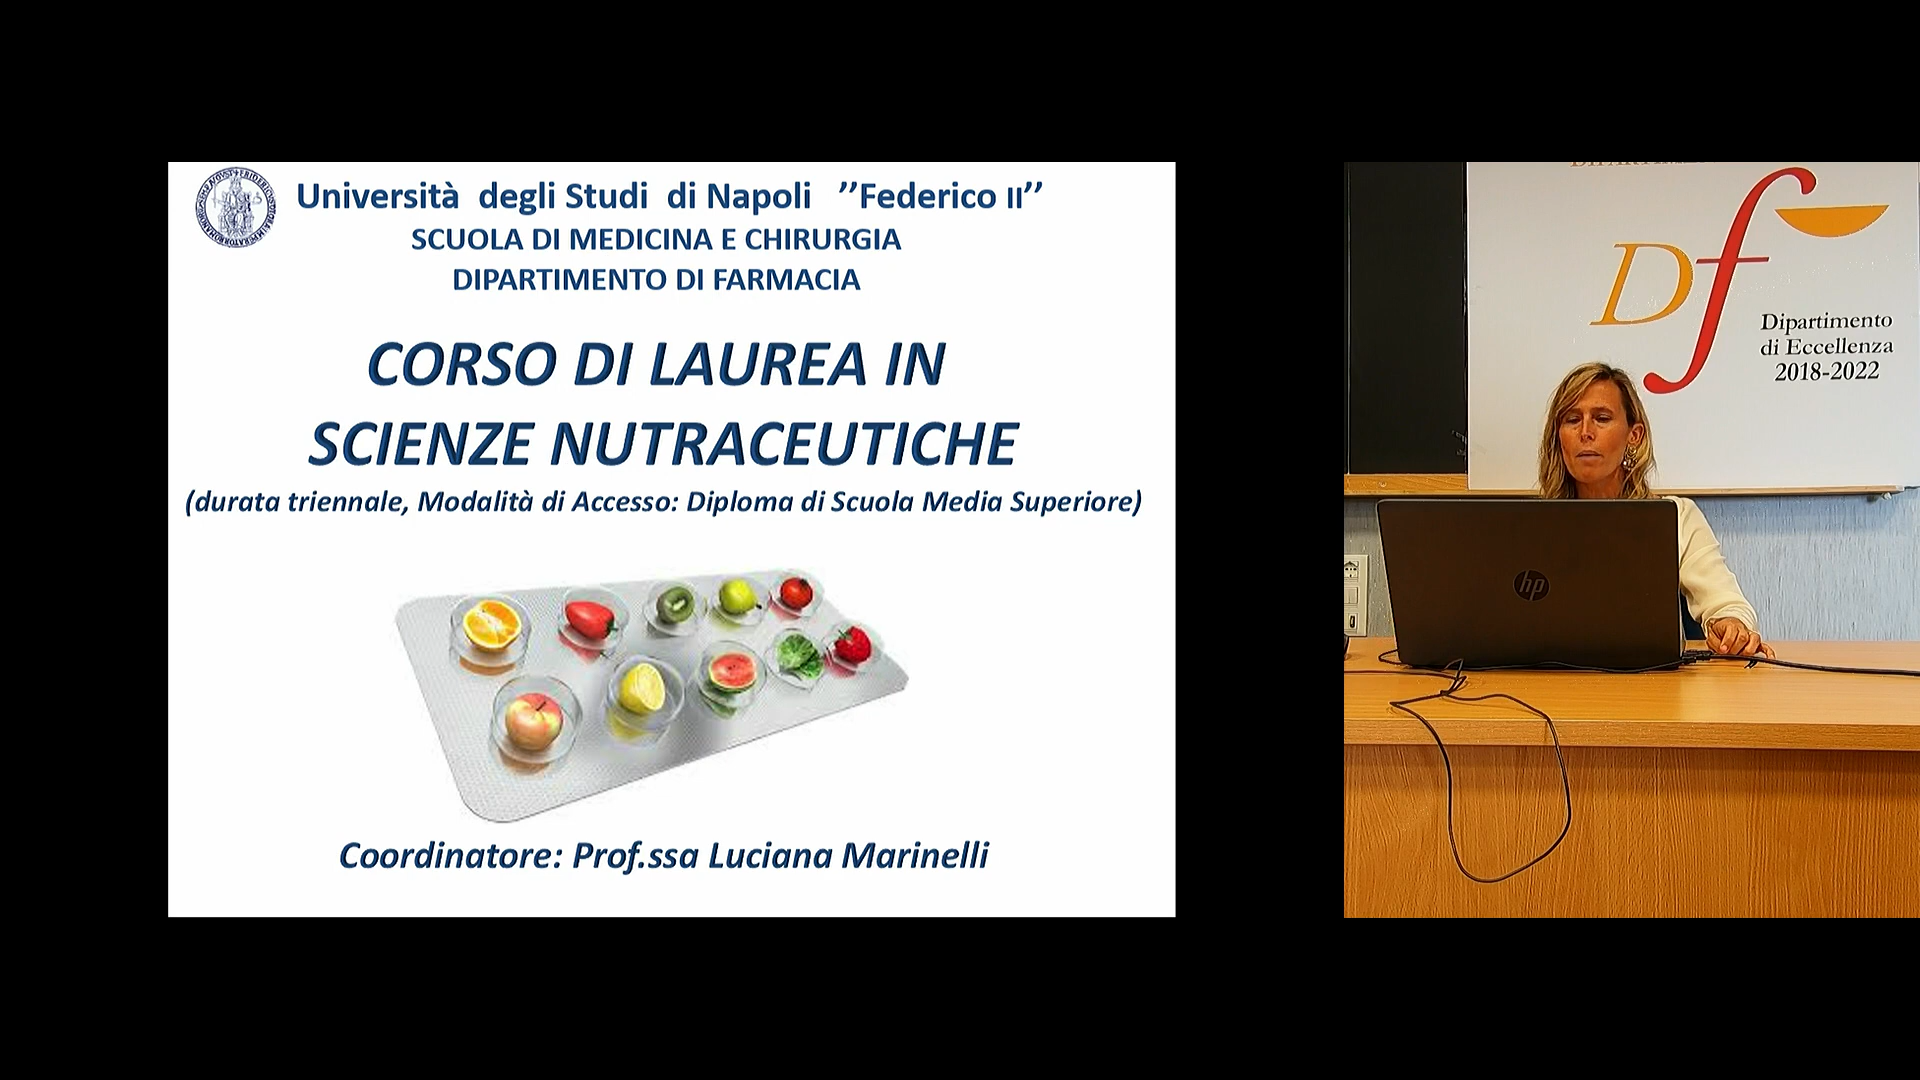 Università degli Studi di Napoli ’’Federico II’’
SCUOLA DI MEDICINA E CHIRURGIA
DIPARTIMENTO DI FARMACIA
CORSO DI LAUREA IN
SCIENZE NUTRACEUTICHE
(durata triennale, Modalità di Accesso: Diploma di Scuola Media Superiore)
Coordinatore: Prof.ssa Luciana Marinelli
Df
Dipartimento
di Eccellenza
2018-2022
hp